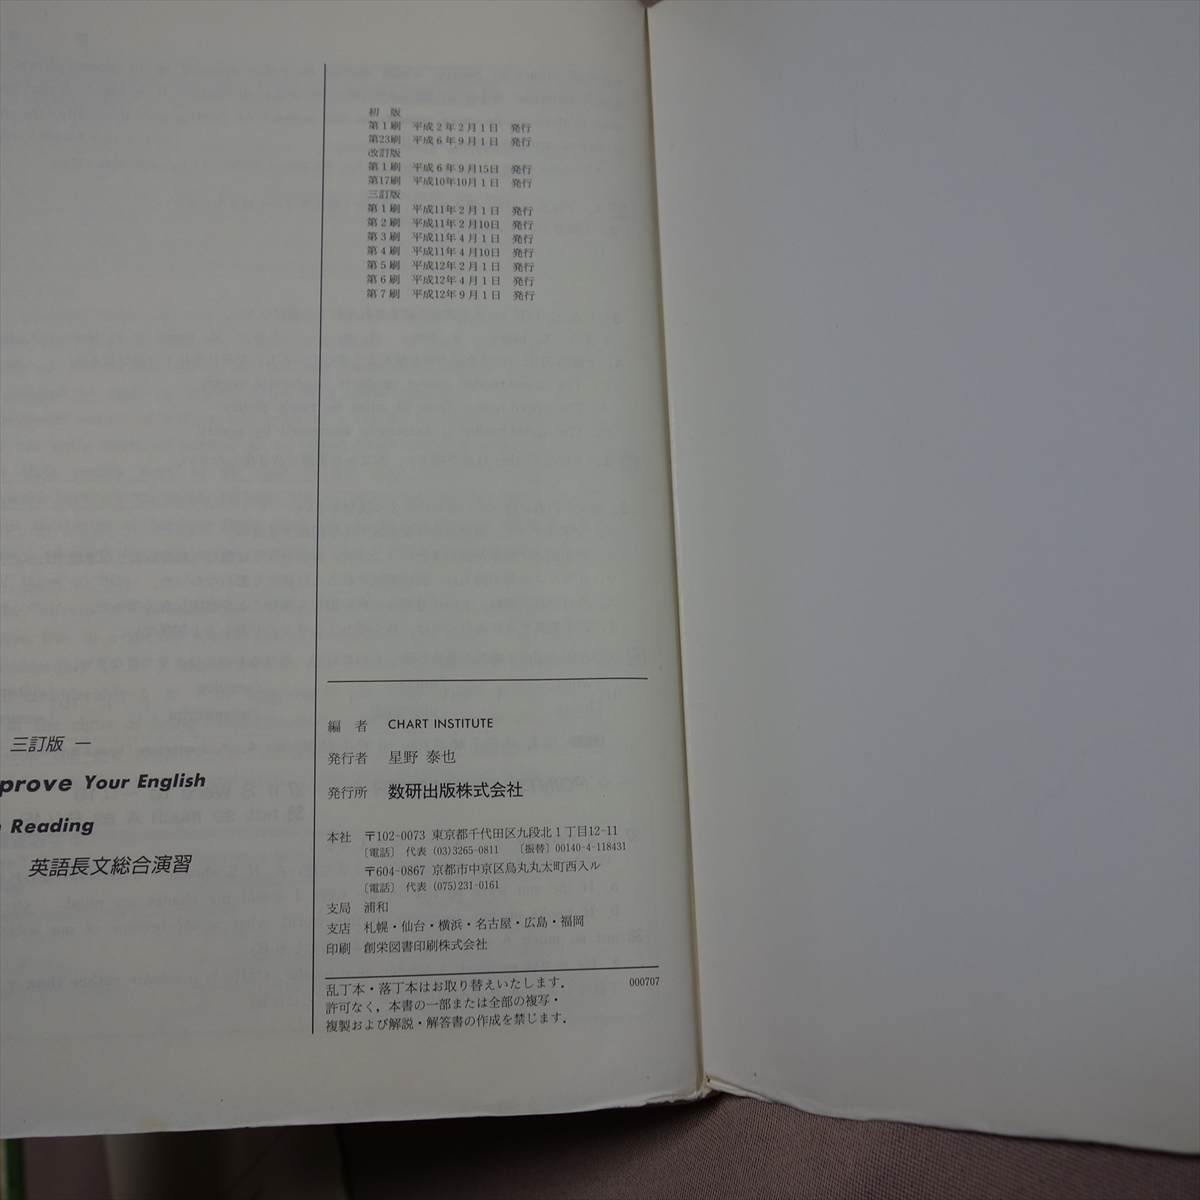 初 版
第1刷 平成2年2月1日 発行
第23刷 平成6年9月1日 発行
改訂版
第1刷 平成6年9月15日 発行
第17刷 平成10年10月1日 発行
三訂版
第1刷 平成11年2月1日 発行
第2刷 平成11年2月10日 発行
第3刷 平成11年4月1日 発行
第4刷 平成11年4月10日 発行
第5刷 平成12年2月1日 発行
第6刷 平成12年4月1日 発行
第7刷 平成12年9月1日 発行
三訂版 ー
prove Your English
Reading
英語長文総合演習
編 者 CHART INSTITUTE
発行者 星野 泰也
発行所 数研出版株式会社
本社 〒102-0073 東京都千代田区九段北1丁目12-11
〔電話〕 代表 (03)3265-0811 〔振替〕 00140-4-118431
〒604-0867 京都市中京区烏丸丸太町西入ル
〔電話〕 代表 (075)231-0161
支局 浦和
支店 札幌・仙台・横浜・名古屋・広島・福岡
印刷 創栄図書印刷株式会社
乱丁本・落丁本はお取り替えいたします. 000707
許可なく，本書の一部または全部の複写・
複製および解説・解答書の作成を禁じます.